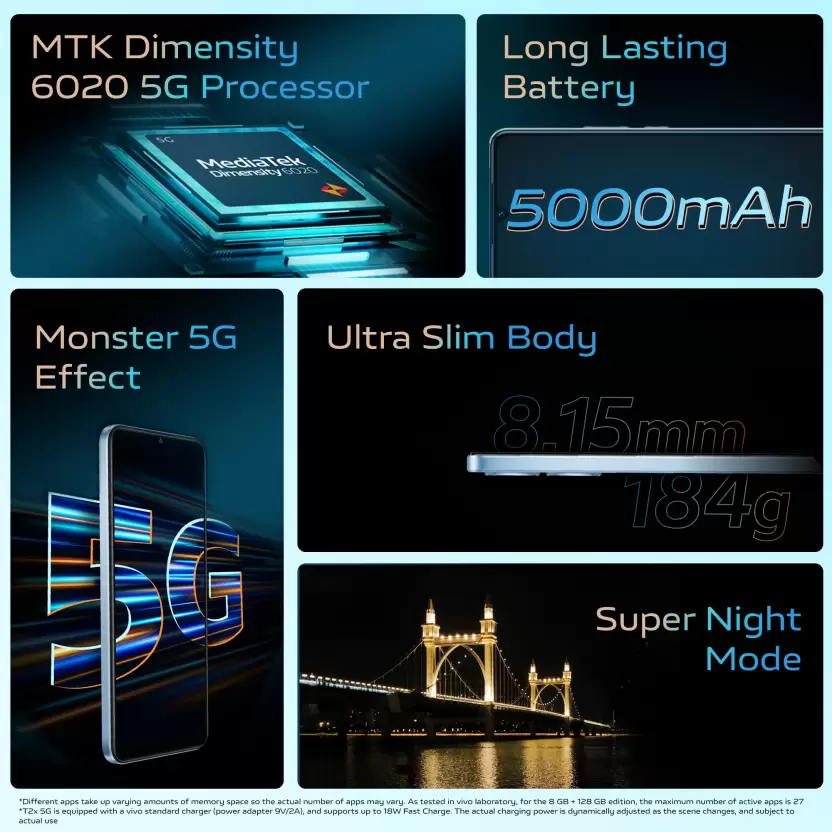 MTK Dimensity
6020 5G Processor
5G
MediaTek
Dimensity 6020
Long Lasting
Battery
5000mAh
Monster 5G
Effect
5G
Ultra Slim Body
8.15mm
184g
Super Night
Mode
*Different apps take up varying amounts of memory space so the actual number of apps may vary. As tested in vivo laboratory, for the 8 GB + 128 GB edition, the maximum number of active apps is 27
*T2x 5G is equipped with a vivo standard charger (power adapter 9V/2A), and supports up to 18W Fast Charge. The actual charging power is dynamically adjusted as the scene changes, and subject to
actual use